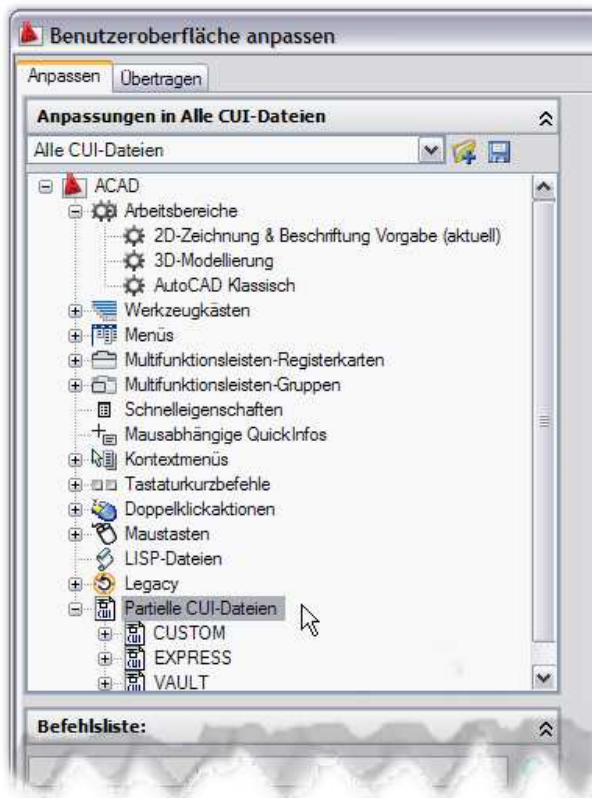 Benutzeroberfläche anpassen
Anpassen Übertragen
Anpassungen in Alle CUI-Dateien
Alle CUI-Dateien
ACAD
Arbeitsbereiche
2D-Zeichnung & Beschriftung Vorgabe (aktuell)
3D-Modellierung
AutoCAD Klassisch
Werkzeugkästen
Menüs
Multifunktionsleisten-Registerkarten
Multifunktionsleisten-Gruppen
Schnelleigenschaften
Mausabhängige QuickInfos
Kontextmenüs
Tastaturkurzbefehle
Doppelklickaktionen
Maustasten
LISP-Dateien
Legacy
Partielle CUI-Dateien
CUSTOM
EXPRESS
VAULT
Befehlsliste: